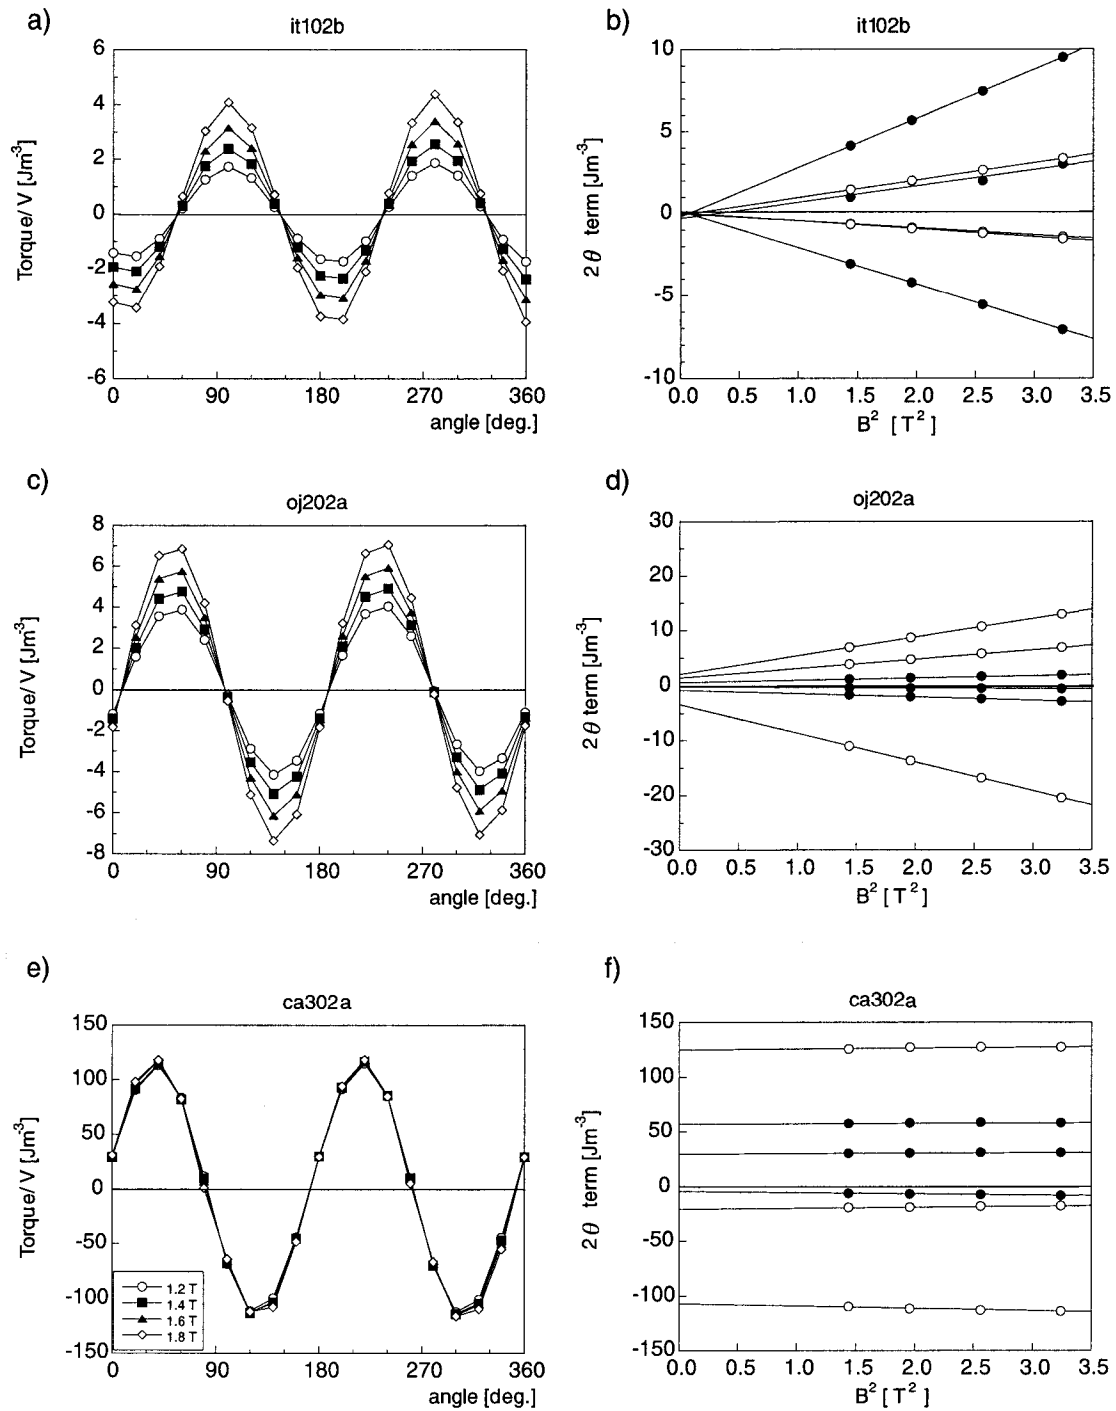 a)
it102b
6
4
2
0
-2
-4
-6
Torque/ V [Jm-3]
0
90
180
270
360
angle [deg.]
b)
it102b
10
5
0
-5
-10
2θ term [Jm-3]
0.0
0.5
1.0
1.5
2.0
2.5
3.0
3.5
B2 [T2]
c)
oj202a
8
6
4
2
0
-2
-4
-6
-8
Torque/ V [Jm-3]
0
90
180
270
360
angle [deg.]
d)
oj202a
30
20
10
0
-10
-20
-30
2θ term [Jm-3]
0.0
0.5
1.0
1.5
2.0
2.5
3.0
3.5
B2 [T2]
e)
ca302a
150
100
50
0
-50
-100
-150
Torque/ V [Jm-3]
1.2 T
1.4 T
1.6 T
1.8 T
0
90
180
270
360
angle [deg.]
f)
ca302a
150
100
50
0
-50
-100
-150
2θ term [Jm-3]
0.0
0.5
1.0
1.5
2.0
2.5
3.0
3.5
B2 [T2]